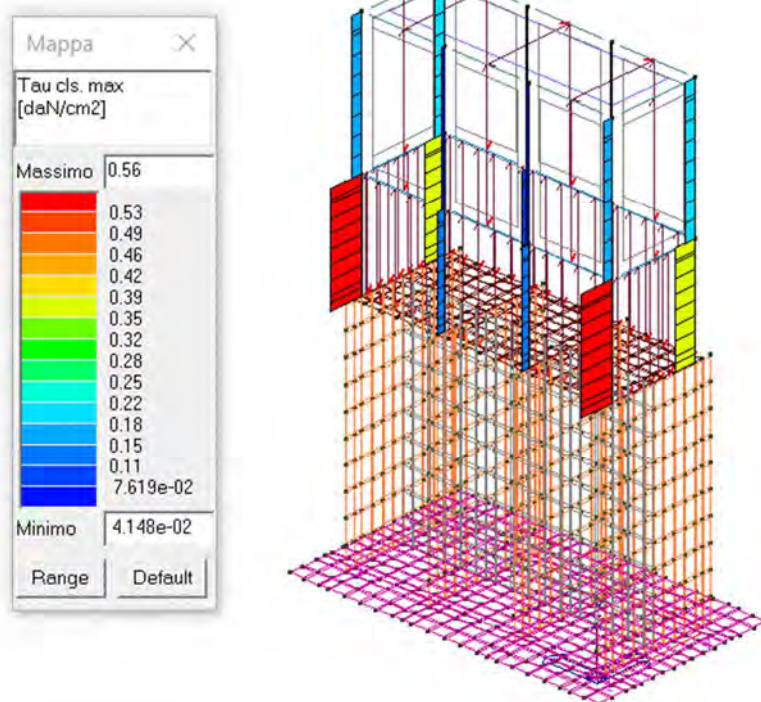 Mappa
Tau cls. max
[daN/cm2]
Massimo 0.56
0.53
0.49
0.46
0.42
0.39
0.35
0.32
0.28
0.25
0.22
0.18
0.15
0.11
7.619e-02
Minimo 4.148e-02
Range Default